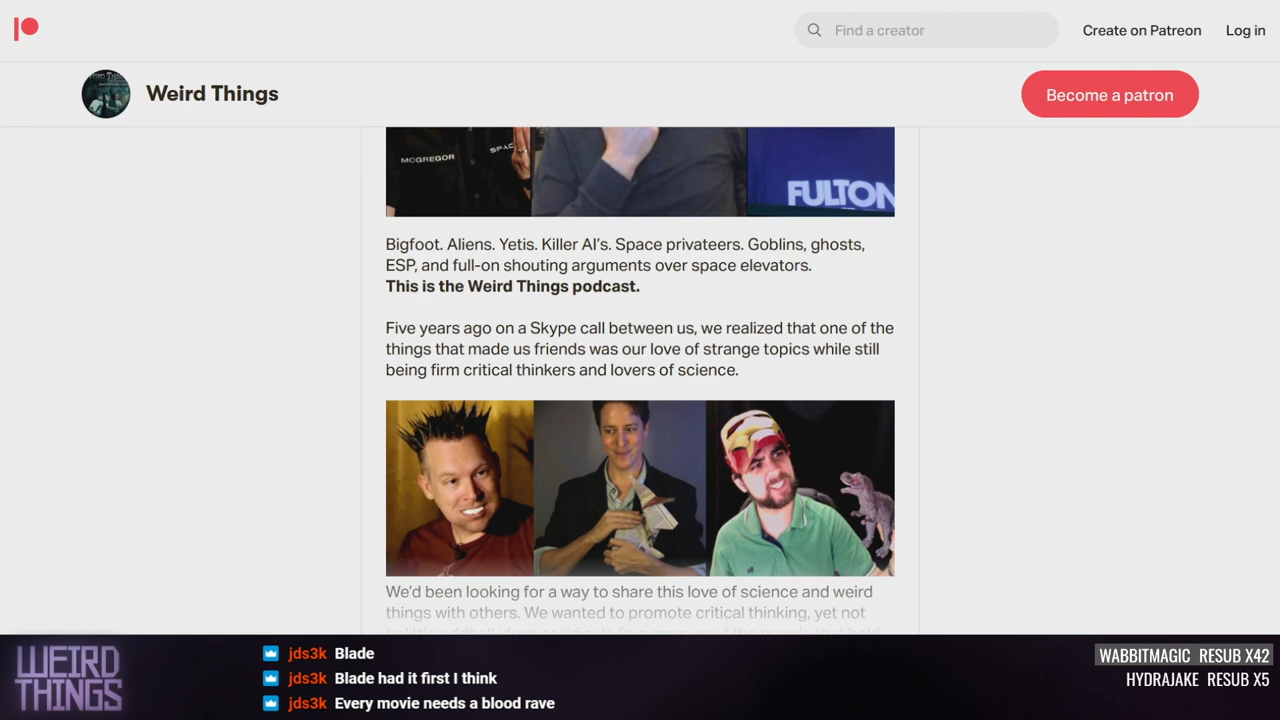 Find a creator
Create on Patreon
Log in
Weird Things
Become a patron
MCGREGOR
SPAC
FULTON
Bigfoot. Aliens. Yetis. Killer AI's. Space privateers. Goblins, ghosts,
ESP, and full-on shouting arguments over space elevators.
This is the Weird Things podcast.
Five years ago on a Skype call between us, we realized that one of the
things that made us friends was our love of strange topics while still
being firm critical thinkers and lovers of science.
We'd been looking for a way to share this love of science and weird
things with others. We wanted to promote critical thinking, yet not
WEIRD
THINGS
jds3k Blade
jds3k Blade had it first I think
jds3k Every movie needs a blood rave
WABBITMAGIC RESUB X42
HYDRAJAKE RESUB X5